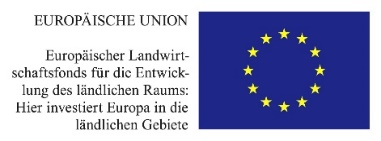 EUROPÄISCHE UNION
Europäischer Landwirt-
schaftsfonds für die Entwick-
lung des ländlichen Raums:
Hier investiert Europa in die
ländlichen Gebiete